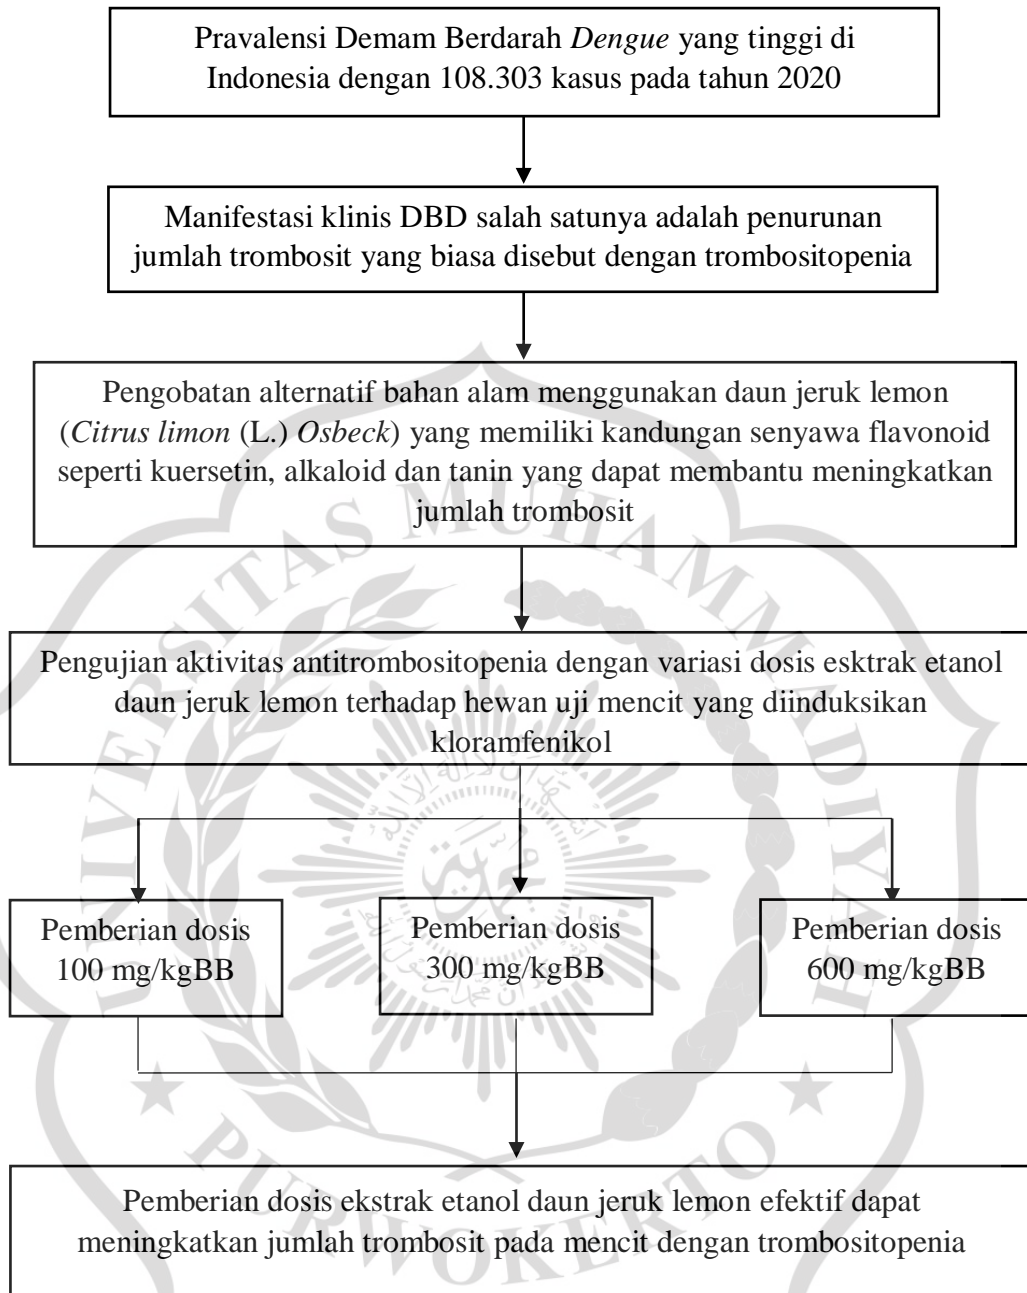 Pravalensi Demam Berdarah Dengue yang tinggi di
Indonesia dengan 108.303 kasus pada tahun 2020
Manifestasi klinis DBD salah satunya adalah penurunan
jumlah trombosit yang biasa disebut dengan trombositopenia
Pengobatan alternatif bahan alam menggunakan daun jeruk lemon
(Citrus limon (L.) Osbeck) yang memiliki kandungan senyawa flavonoid
seperti kuersetin, alkaloid dan tanin yang dapat membantu meningkatkan
jumlah trombosit
Pengujian aktivitas antitrombositopenia dengan variasi dosis esktrak etanol
daun jeruk lemon terhadap hewan uji mencit yang diinduksikan
kloramfenikol
Pemberian dosis
100 mg/kgBB
Pemberian dosis
300 mg/kgBB
Pemberian dosis
600 mg/kgBB
Pemberian dosis ekstrak etanol daun jeruk lemon efektif dapat
meningkatkan jumlah trombosit pada mencit dengan trombositopenia
UNIVERSITAS MUHAMMADIYAH
PURWOKERTO